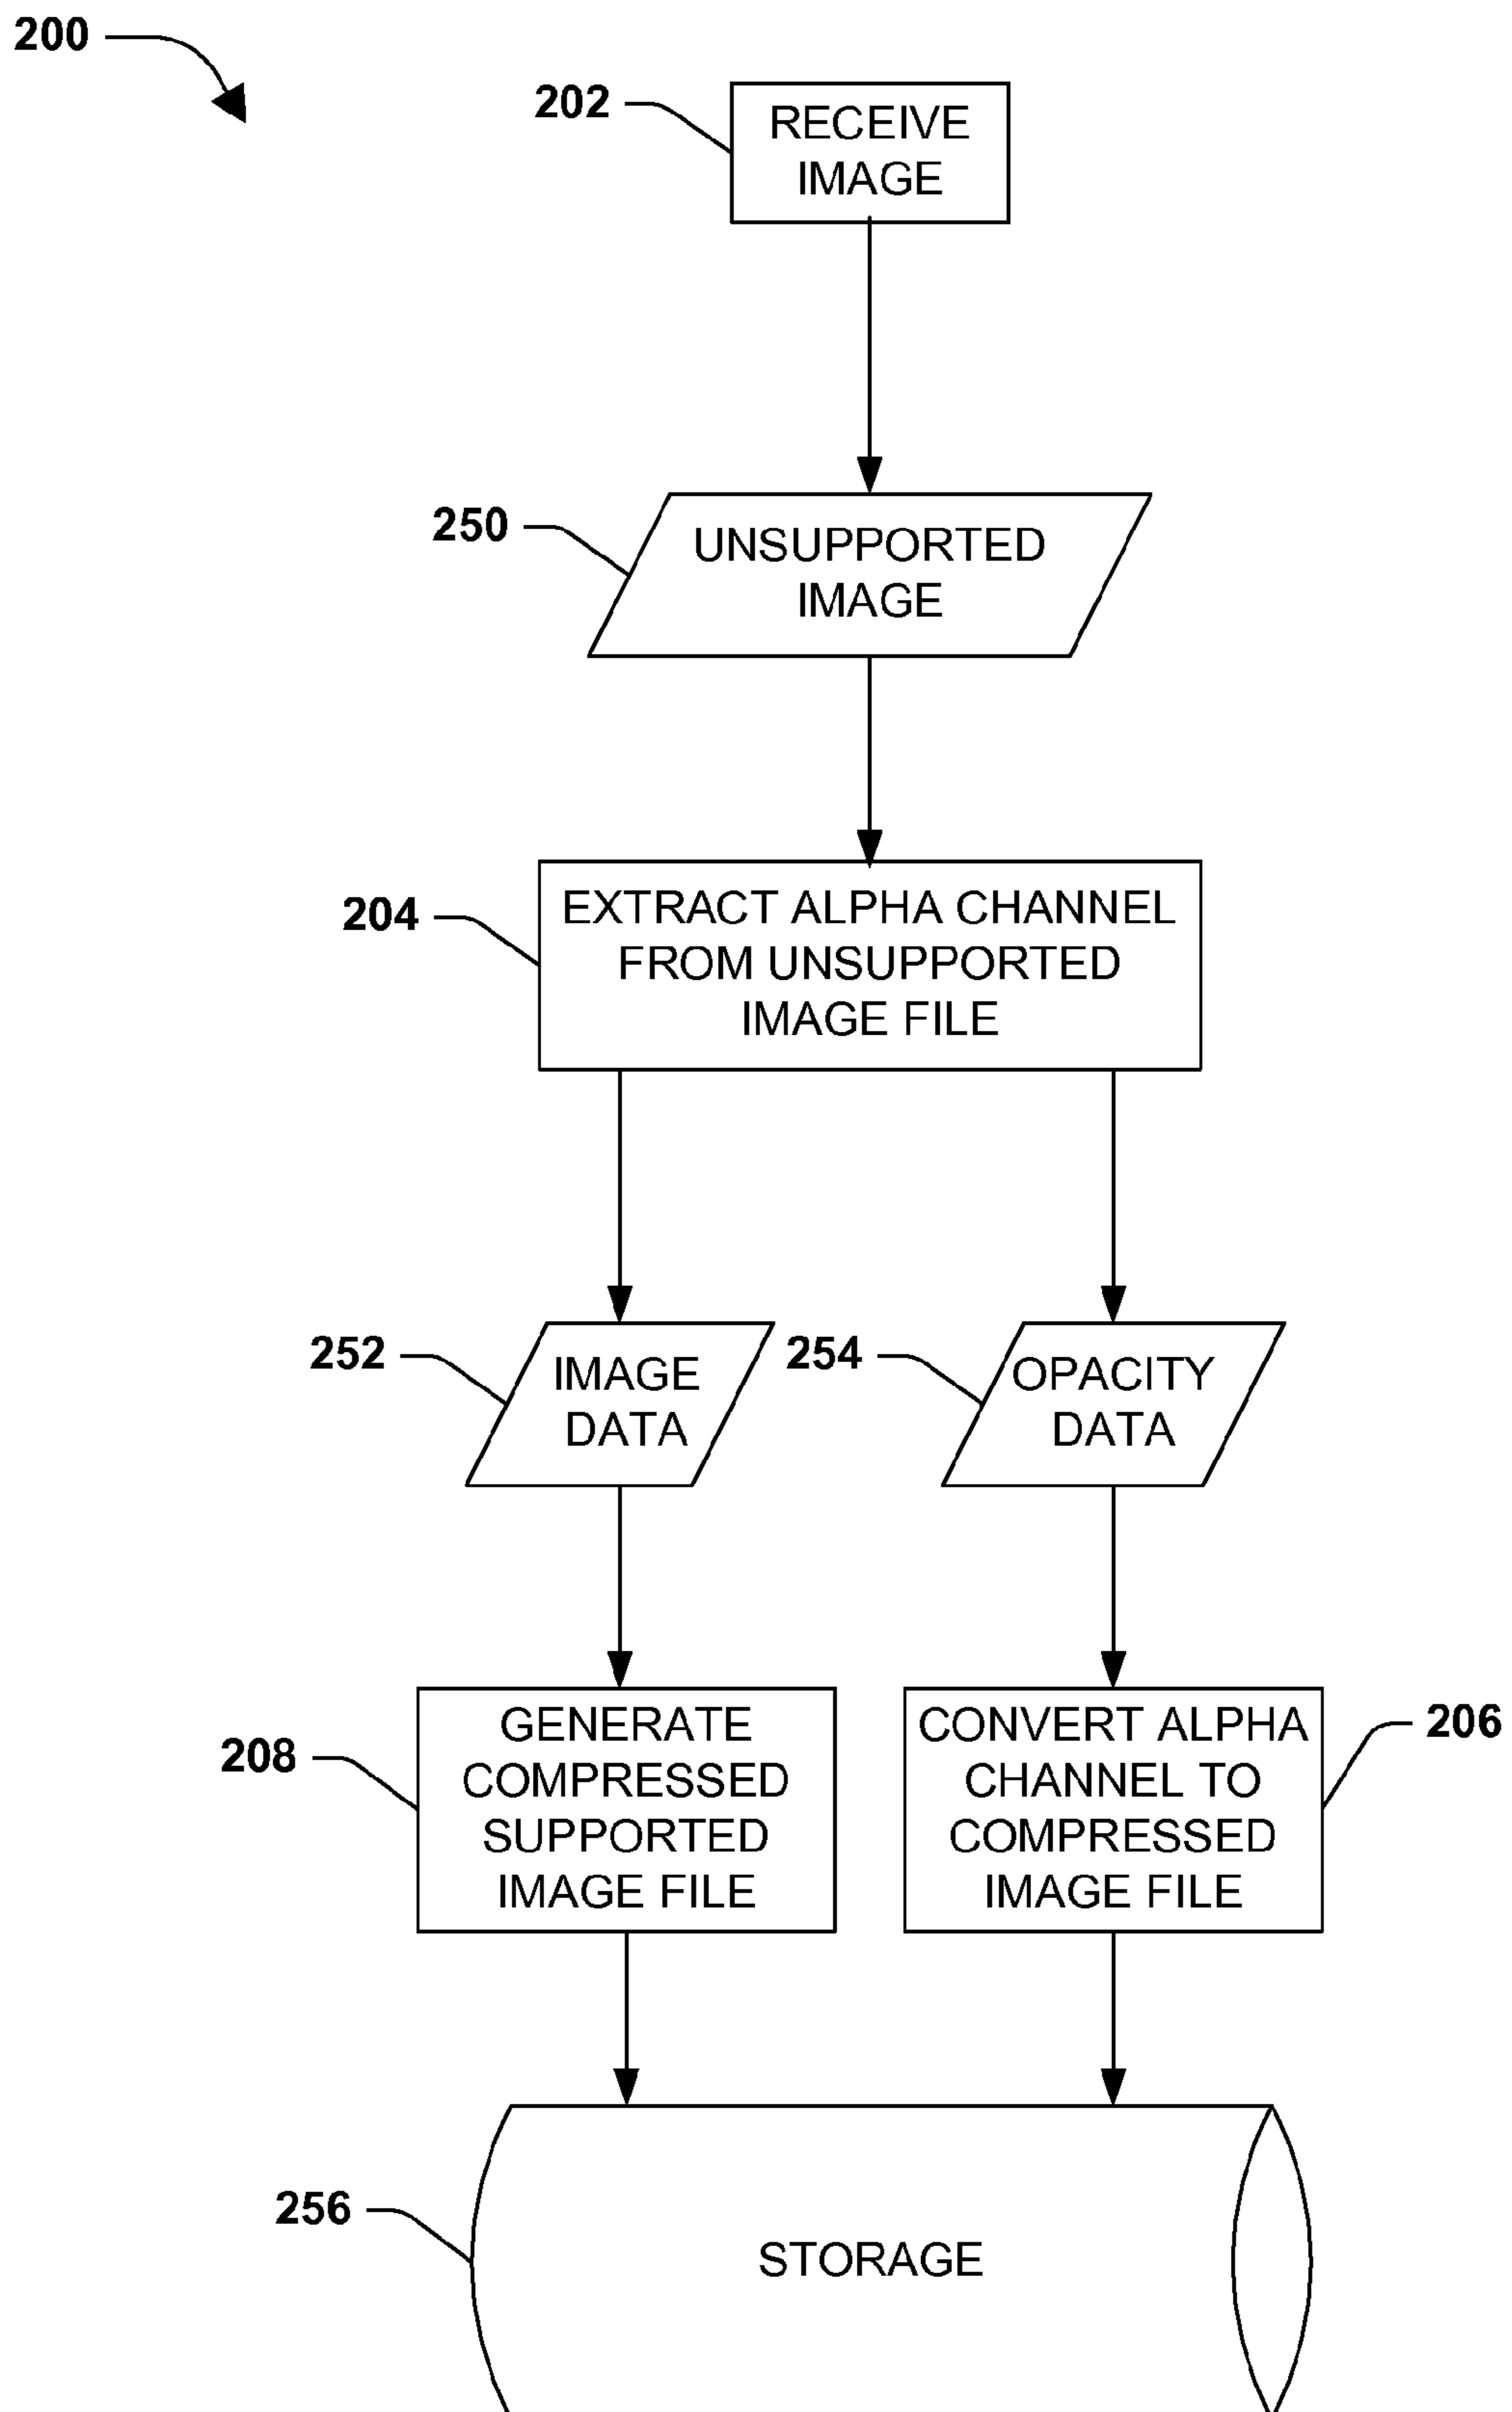 200
202
RECEIVE
IMAGE
250
UNSUPPORTED
IMAGE
204
EXTRACT ALPHA CHANNEL
FROM UNSUPPORTED
IMAGE FILE
252
IMAGE
DATA
254
OPACITY
DATA
208
GENERATE
COMPRESSED
SUPPORTED
IMAGE FILE
CONVERT ALPHA
CHANNEL TO
COMPRESSED
IMAGE FILE
206
256
STORAGE